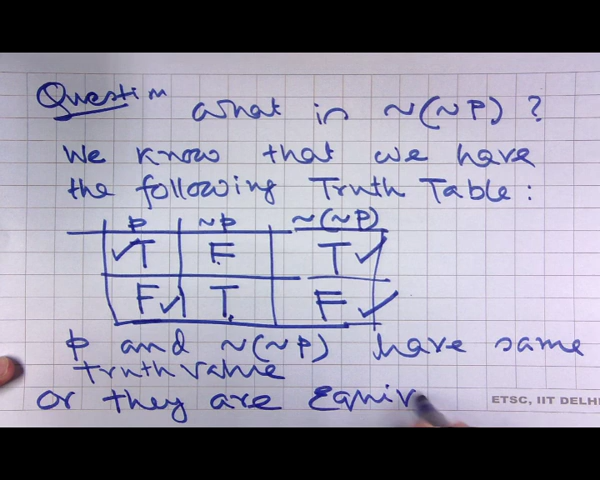 Question What is ~(~p) ?
We know that we have
the following Truth Table:
p ~p ~(~p)
✓T F T✓
F✓ T F✓
p and ~(~p) have same
truth value
or they are Equiv
ETSC, IIT DELHI